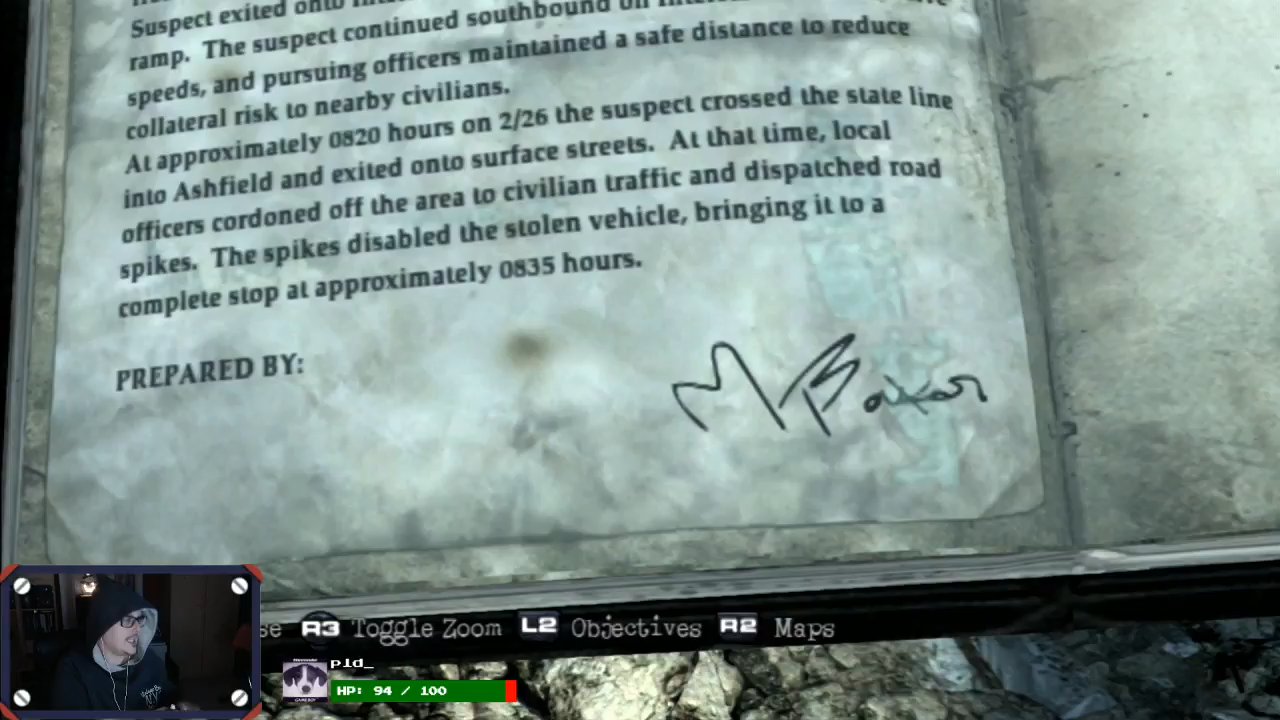 Suspect exited onto
ramp. The suspect continued southbound on
speeds, and pursuing officers maintained a safe distance to reduce
collateral risk to nearby civilians.
At approximately 0820 hours on 2/26 the suspect crossed the state line
into Ashfield and exited onto surface streets. At that time, local
officers cordoned off the area to civilian traffic and dispatched road
spikes. The spikes disabled the stolen vehicle, bringing it to a
complete stop at approximately 0835 hours.
PREPARED BY:
M Baker
R3 Toggle Zoom L2 Objectives R2 Maps
pld_
HP: 94 / 100